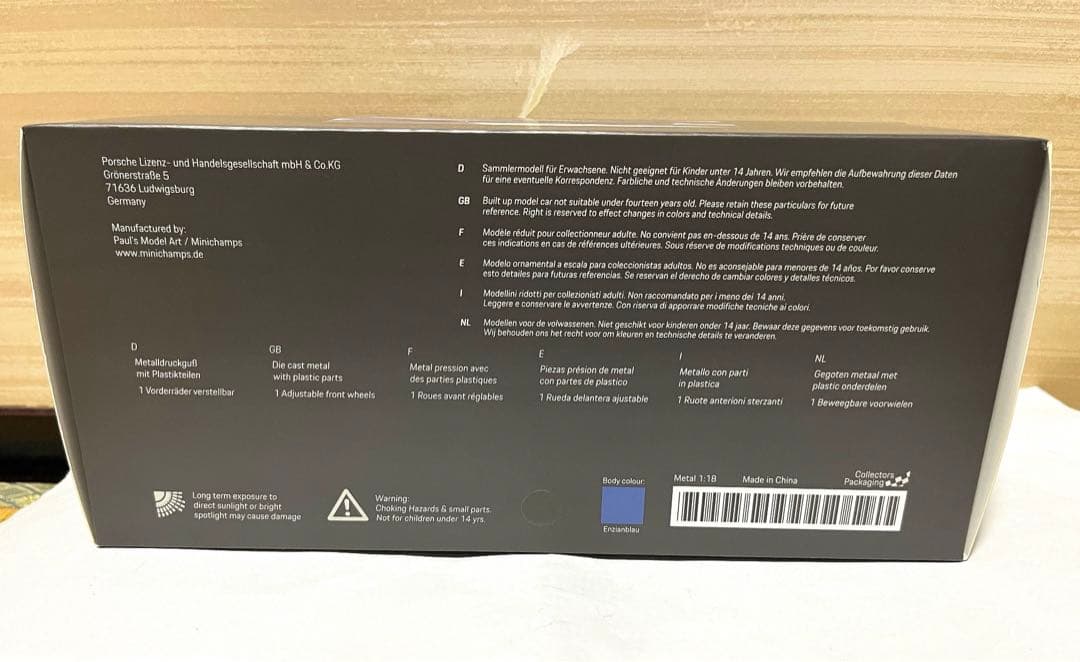 Porsche Lizenz- und Handelsgesellschaft mbH & Co.KG
Grönerstraße 5
71636 Ludwigsburg
Germany
Manufactured by:
Paul's Model Art / Minichamps
www.minichamps.de
D Sammlermodell für Erwachsene. Nicht geeignet für Kinder unter 14 Jahren. Wir empfehlen die Aufbewahrung dieser Daten
für eine eventuelle Korrespondenz. Farbliche und technische Änderungen bleiben vorbehalten.
GB Built up model car not suitable under fourteen years old. Please retain these particulars for future
reference. Right is reserved to effect changes in colors and technical details.
F Modèle réduit pour collectionneur adulte. No convient pas en-dessous de 14 ans. Prière de conserver
ces indications en cas de références ultérieures. Sous réserve de modifications techniques ou de couleur.
E Modelo ornamental a escala para coleccionistas adultos. No es aconsejable para menores de 14 años. Por favor conserve
esto detailes para futuras referencias. Se reservan el derecho de cambiar colores y detalles técnicos.
I Modellini ridotti per collezionisti adulti. Non raccomandato per i meno dei 14 anni.
Leggere e conservare le avvertenze. Con riserva di apporare modifiche tecniche ai colori.
NL Modellen voor de volwassenen. Niet geschikt voor kinderen onder 14 jaar. Bewaar deze gegevens voor toekomstig gebruik.
Wij behouden ons het recht voor om kleuren en technische details te veranderen.
D
Metalldruckguß
mit Plastikteilen
1 Vorderräder verstellbar
GB
Die cast metal
with plastic parts
1 Adjustable front wheels
F
Metal pression avec
des parties plastiques
1 Roues avant réglables
E
Piezas présion de metal
con partes de plastico
1 Rueda delantera ajustable
I
Metallo con parti
in plastica
1 Ruote anterioni sterzanti
NL
Gegoten metaal met
plastic onderdelen
1 Beweegbare voorwielen
Long term exposure to
direct sunlight or bright
spotlight may cause damage
Warning:
Choking Hazards & small parts.
Not for children under 14 yrs.
Body colour:
Enzianblau
Metal 1:18 Made in China
Collectors
Packaging